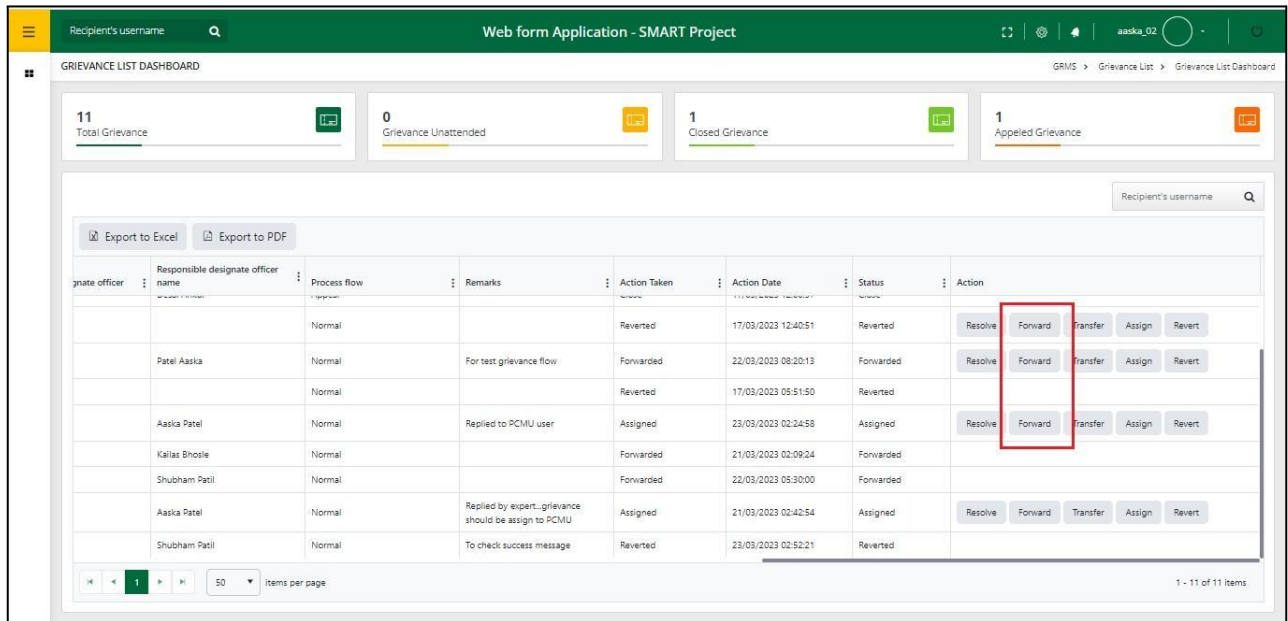 Recipient's username
Web form Application - SMART Project
aaska_02
GRIEVANCE LIST DASHBOARD
GRMS > Grievance List > Grievance List Dashboard
11
Total Grievance
0
Grievance Unattended
1
Closed Grievance
1
Appeled Grievance
Recipient's username
Export to Excel Export to PDF
gnate officer Responsible designate officer name Process flow Remarks Action Taken Action Date Status Action
Normal Reverted 17/03/2023 12:40:51 Reverted Resolve Forward Transfer Assign Revert
Patel Aaska Normal For test grievance flow Forwarded 22/03/2023 08:20:13 Forwarded Resolve Forward Transfer Assign Revert
Normal Reverted 17/03/2023 05:51:50 Reverted
Aaska Patel Normal Replied to PCMU user Assigned 23/03/2023 02:24:58 Assigned Resolve Forward Transfer Assign Revert
Kailas Bhosle Normal Forwarded 21/03/2023 02:09:24 Forwarded
Shubham Patil Normal Forwarded 22/03/2023 05:30:00 Forwarded
Aaska Patel Normal Replied by expert...grievance should be assign to PCMU Assigned 21/03/2023 02:42:54 Assigned Resolve Forward Transfer Assign Revert
Shubham Patil Normal To check success message Reverted 23/03/2023 02:52:21 Reverted
1 50 items per page 1 - 11 of 11 items